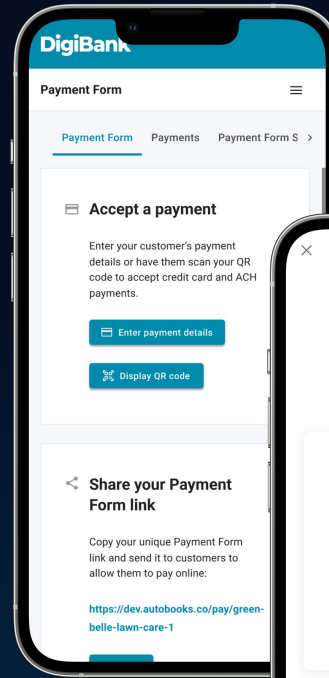 DigiBank
Payment Form
Payment Form Payments Payment Form S
Accept a payment
Enter your customer's payment
details or have them scan your QR
code to accept credit card and ACH
payments.
Enter payment details
Display QR code
Share your Payment
Form link
Copy your unique Payment Form
link and send it to customers to
allow them to pay online:
https://dev.autobooks.co/pay/green-
belle-lawn-care-1